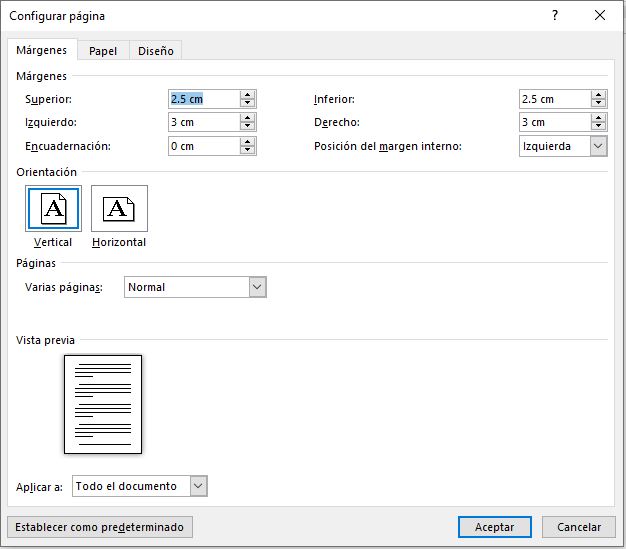 Configurar página
?
Márgenes Papel Diseño
Márgenes
Superior: 2.5 cm Inferior: 2.5 cm
Izquierdo: 3 cm Derecho: 3 cm
Encuadernación: 0 cm Posición del margen interno: Izquierda
Orientación
A A
Vertical Horizontal
Páginas
Varias páginas: Normal
Vista previa
Aplicar a: Todo el documento
Establecer como predeterminado Aceptar Cancelar